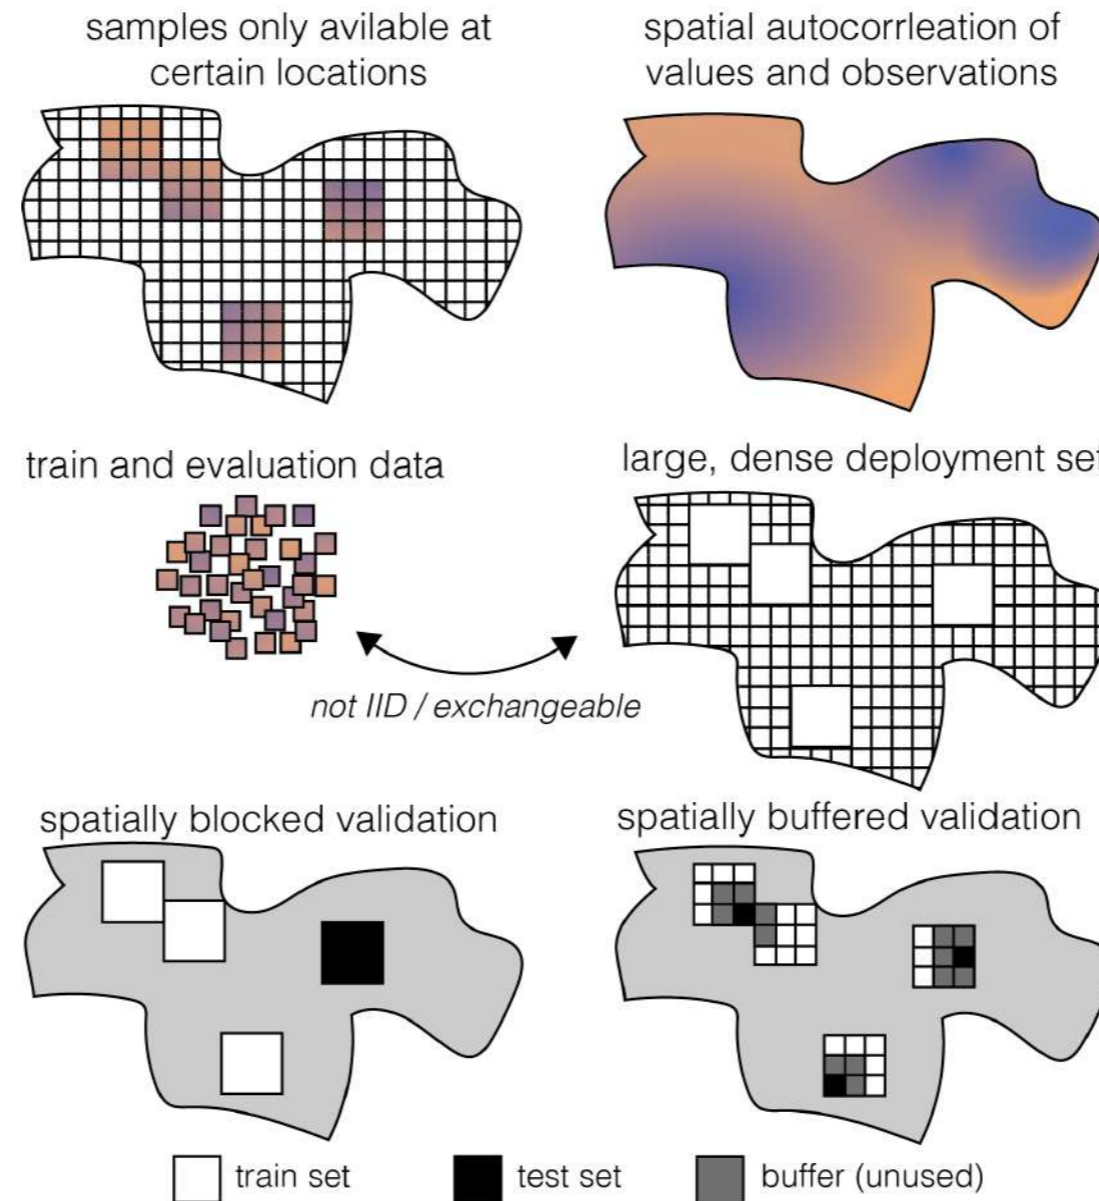 samples only avilable at
certain locations
spatial autocorrleation of
values and observations
train and evaluation data
large, dense deployment set
not IID / exchangeable
spatially blocked validation
spatially buffered validation
train set
test set
buffer (unused)